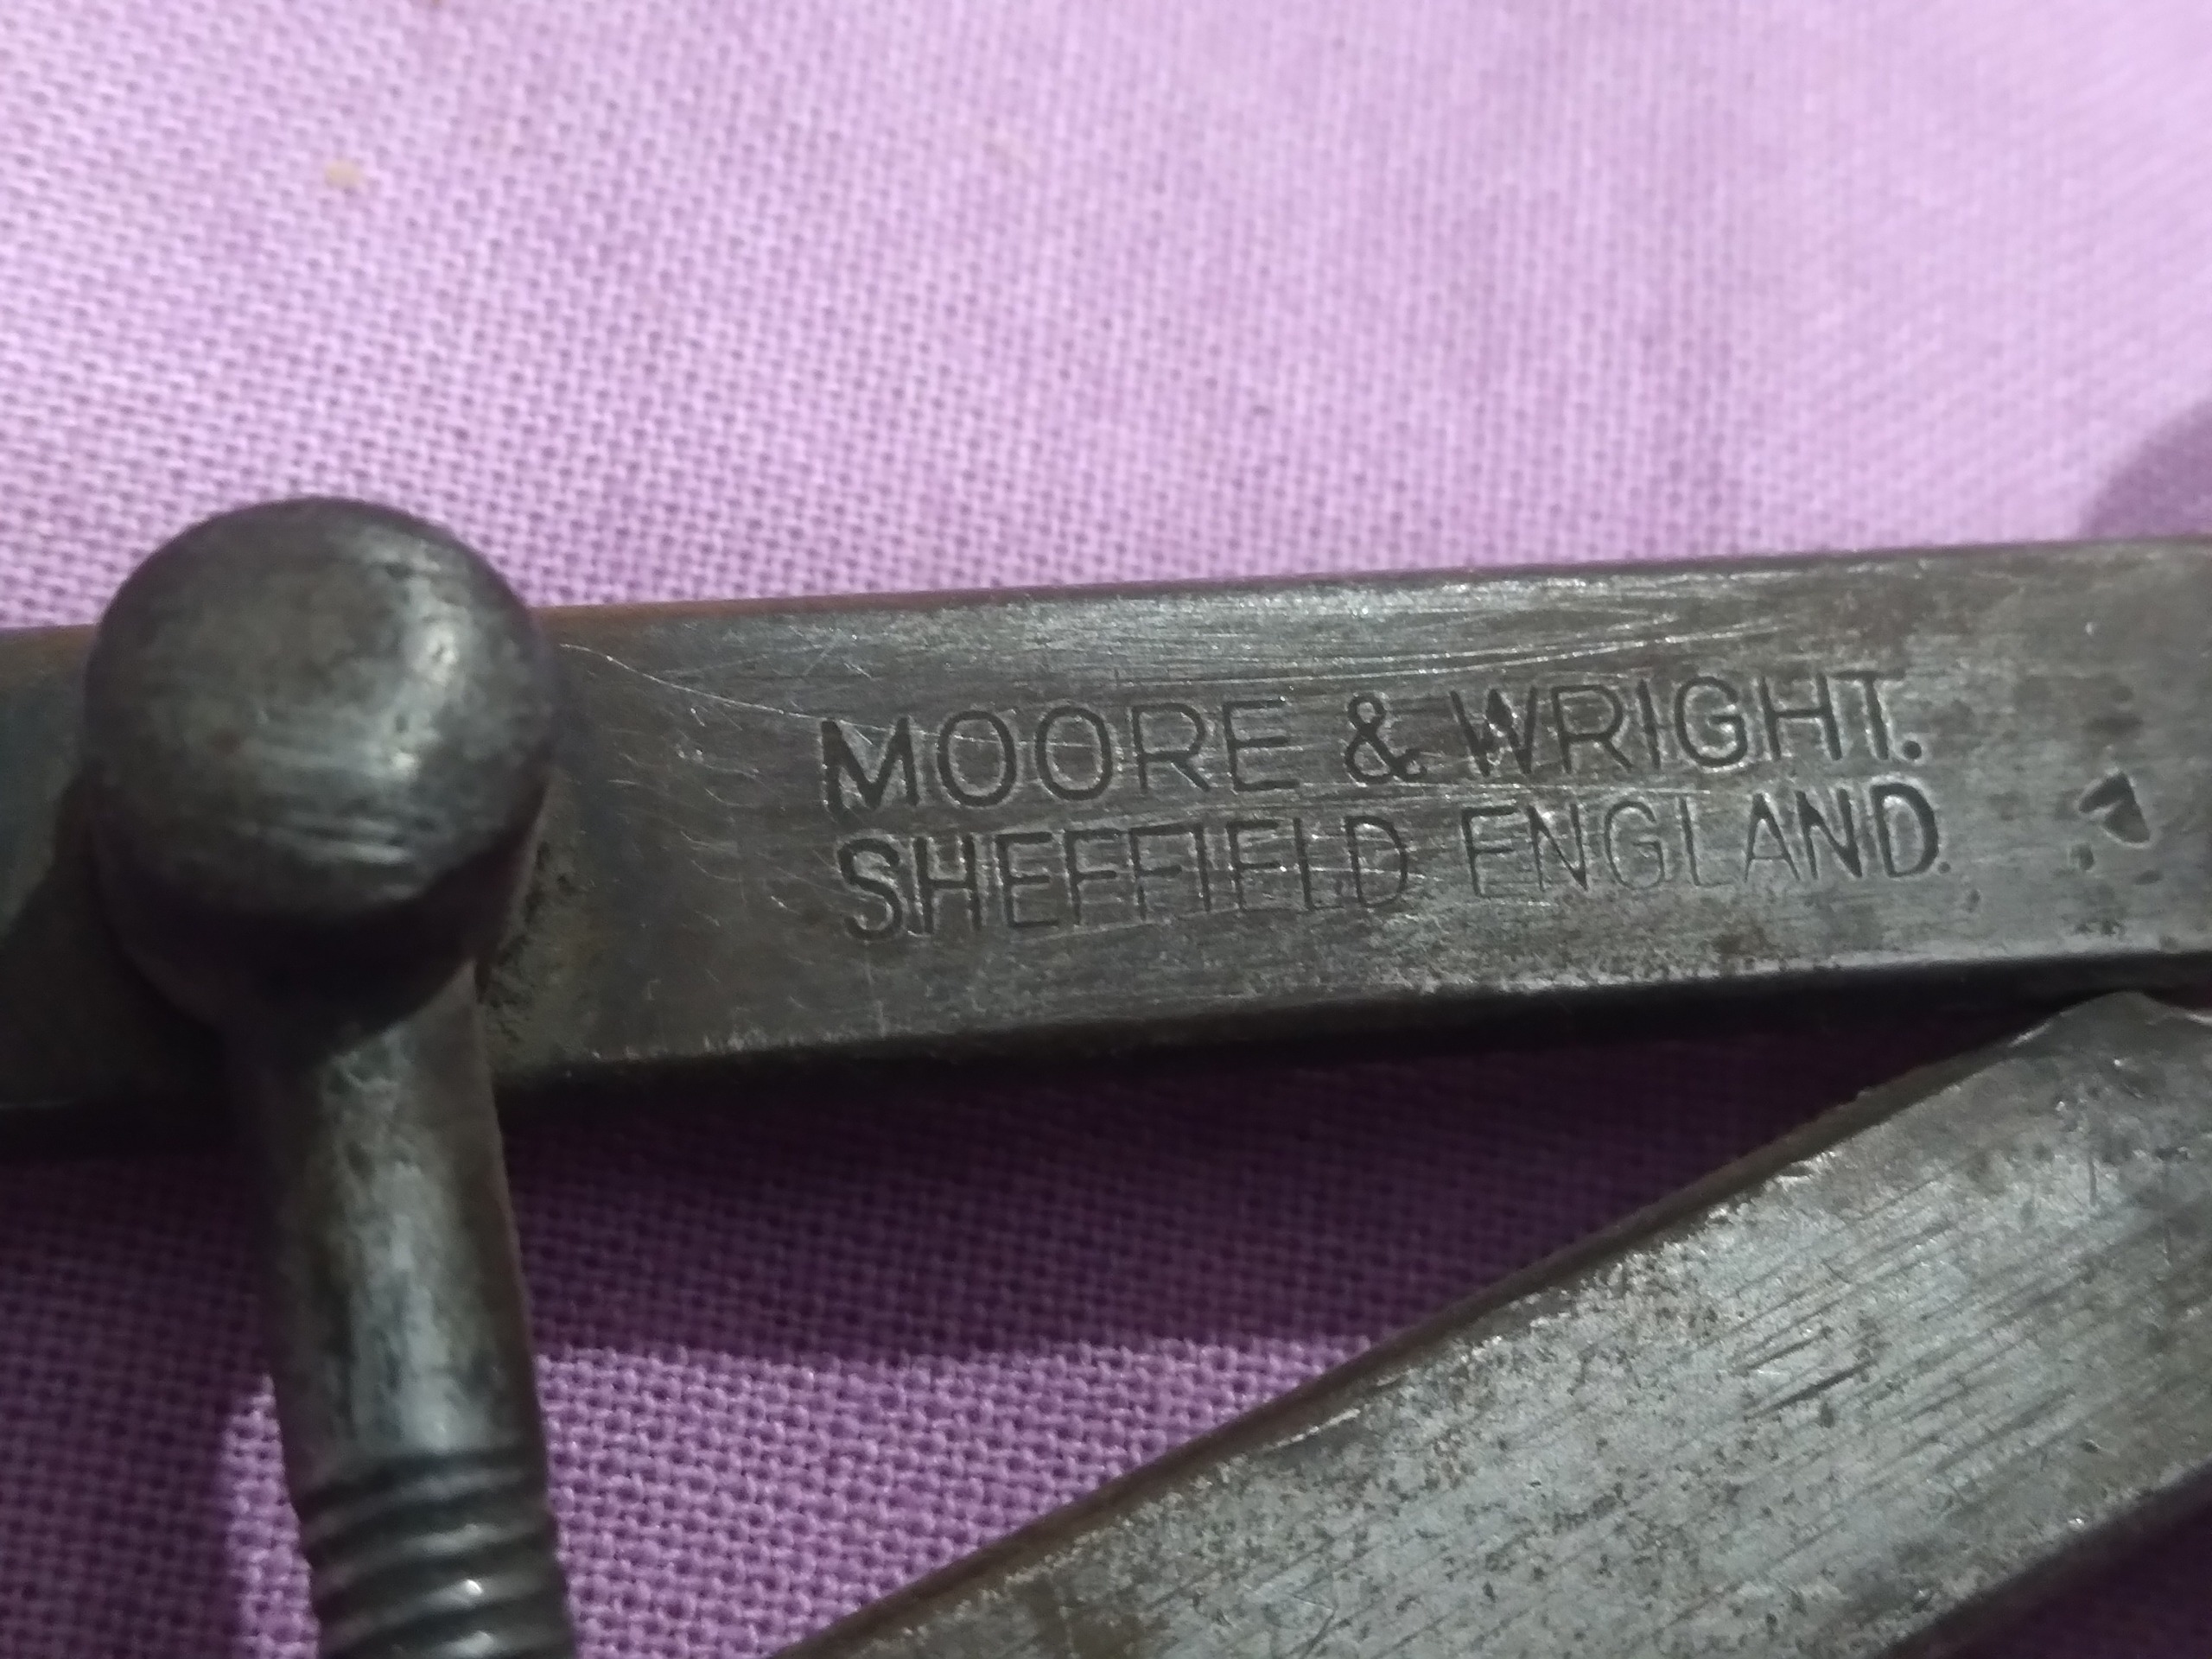 MOORE & WRIGHT.
SHEFFIELD ENGLAND.